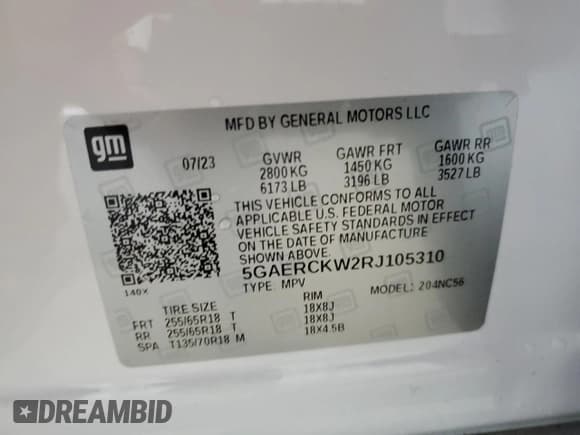 gm
MFD BY GENERAL MOTORS LLC
07/23 GVWR GAWR FRT GAWR RR
2800 KG 1450 KG 1600 KG
6173 LB 3196 LB 3527 LB
THIS VEHICLE CONFORMS TO ALL
APPLICABLE U.S. FEDERAL MOTOR
VEHICLE SAFETY STANDARDS IN EFFECT
ON THE DATE OF MANUFACTURE
SHOWN ABOVE.
5GAERCKW2RJ105310
140X TYPE: MPV MODEL: 204NC56
TIRE SIZE RIM
FRT 255/65R18 T 18X8J
RR 255/65R18 T 18X8J
SPA T135/70R18 M 18X4.5B
DREAMBID